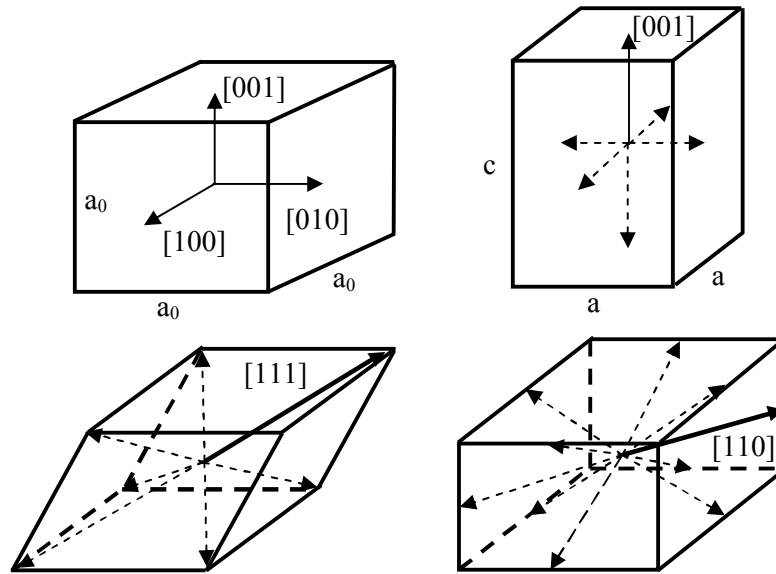 [001]
a₀
[100]
[010]
a₀
a₀
[001]
c
a
a
[111]
[110]